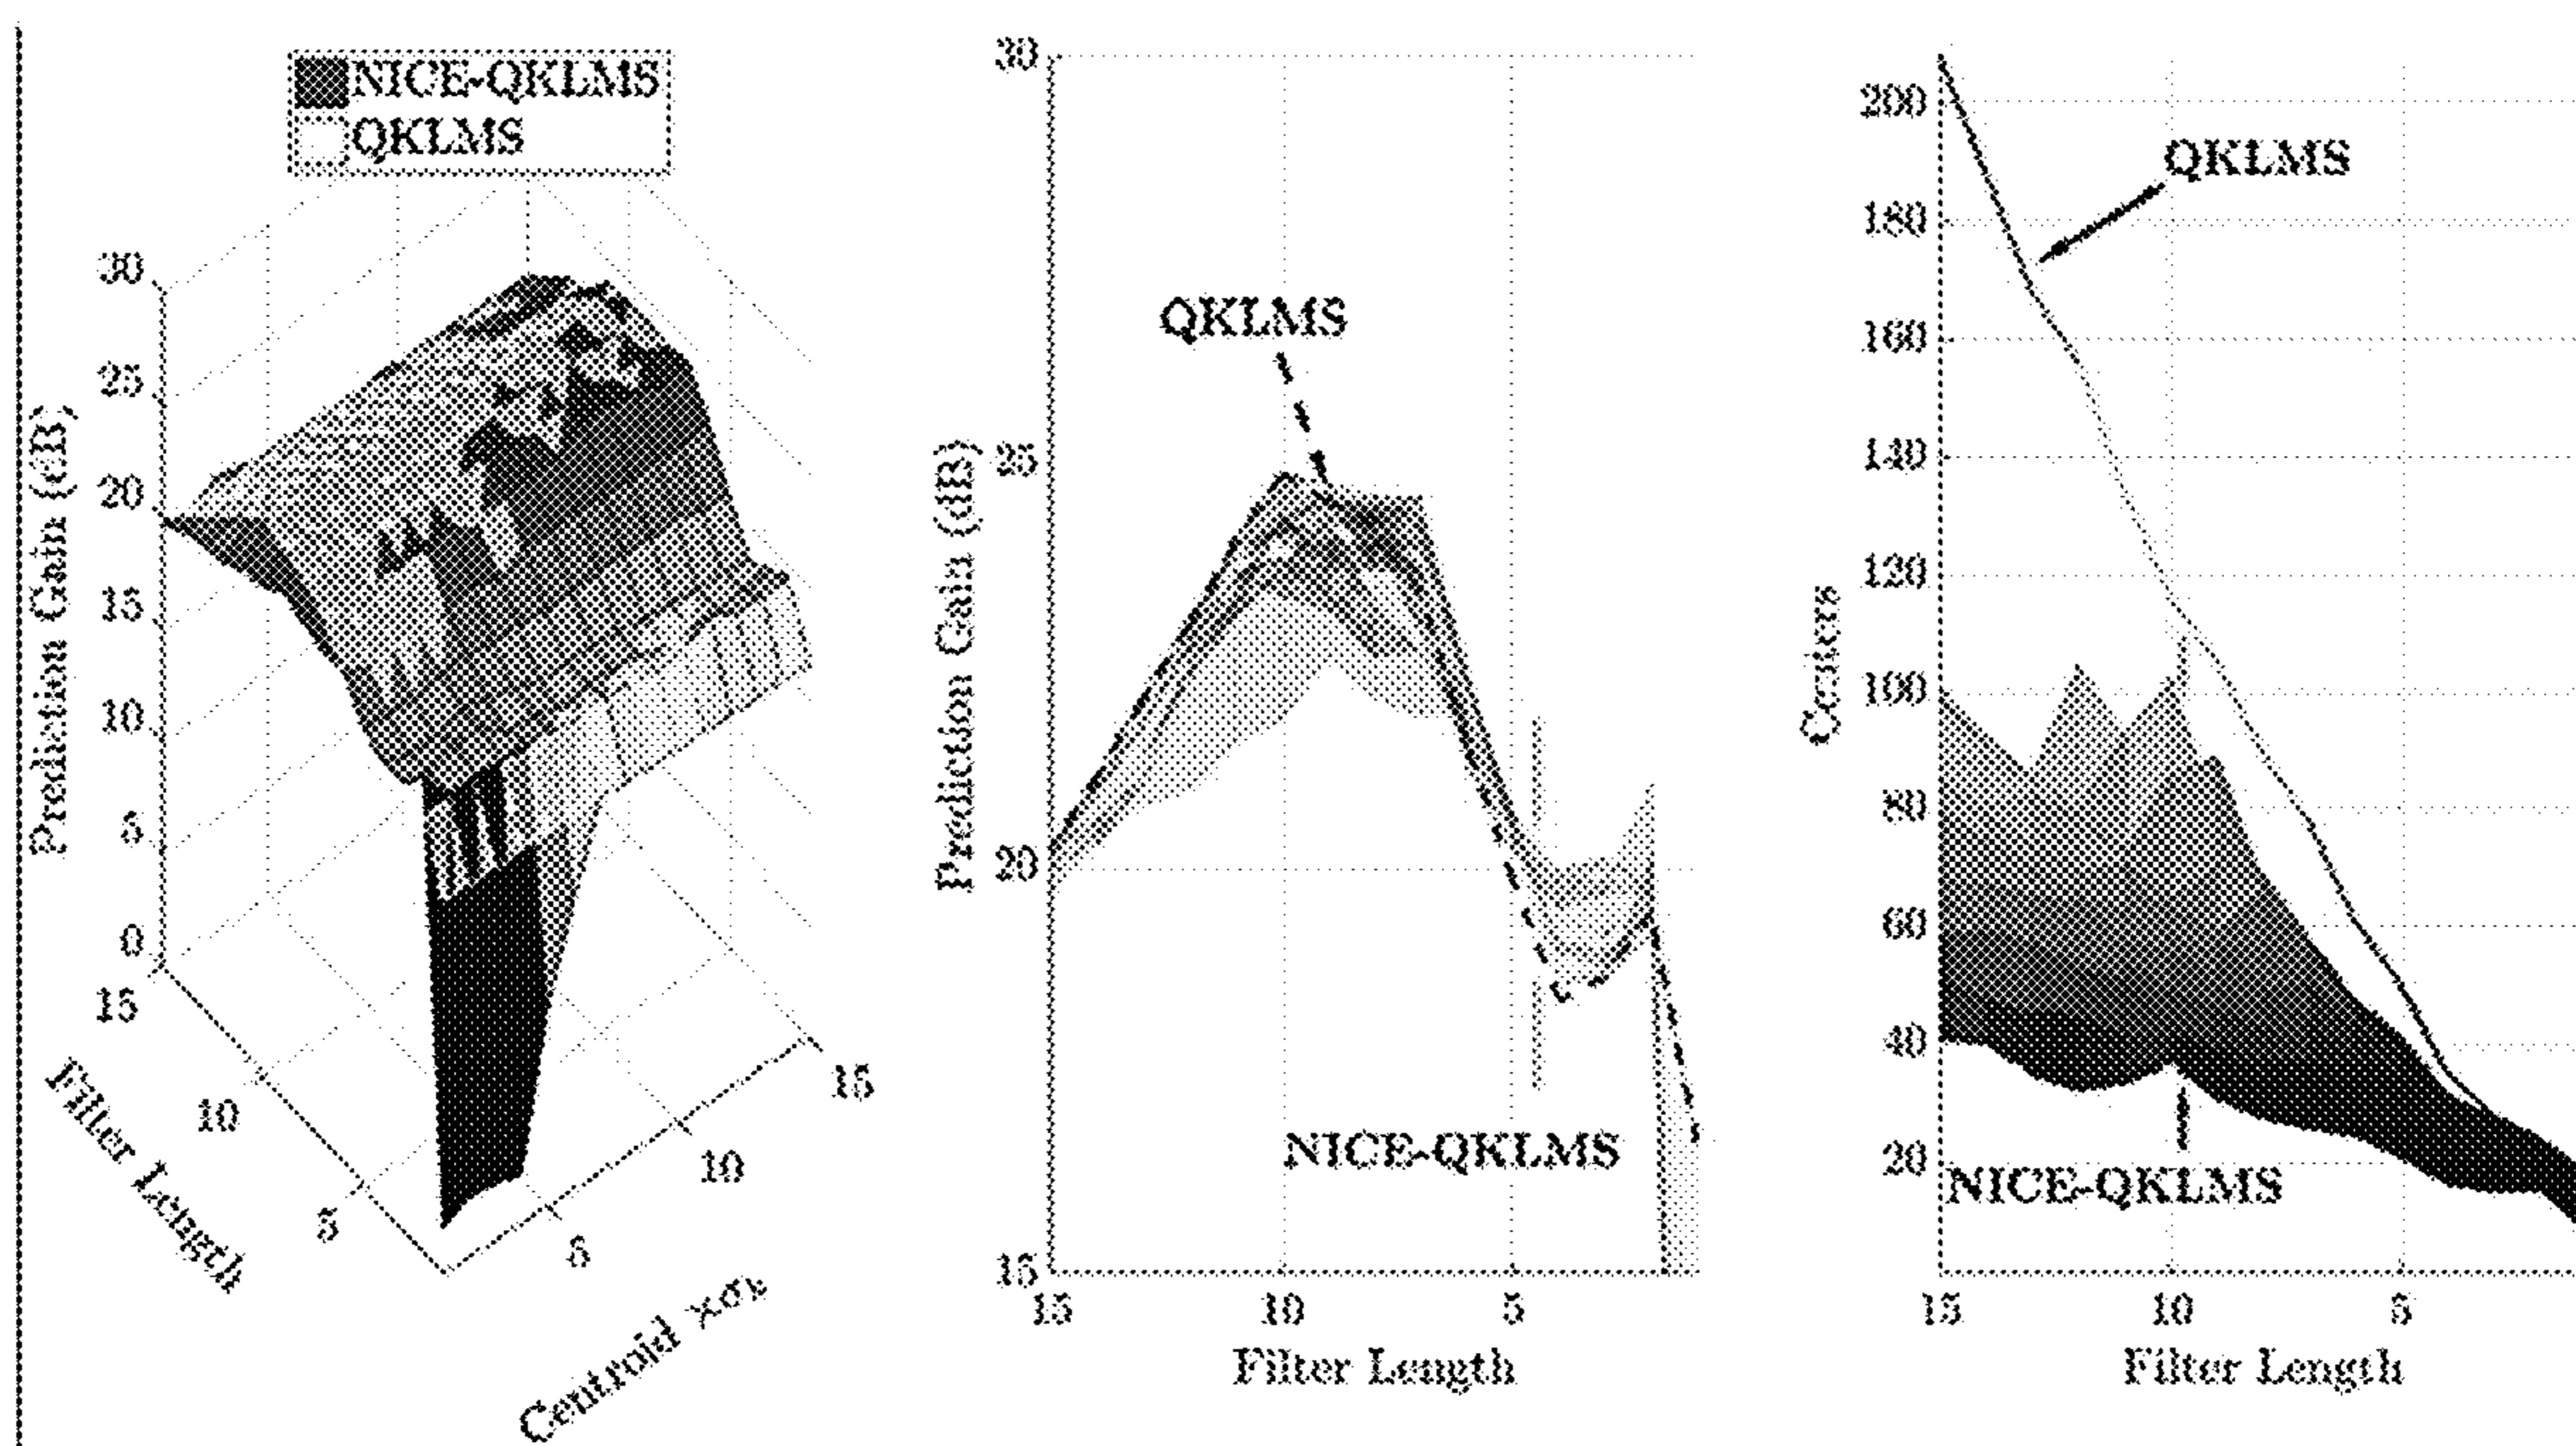 NICE-QKLMS
QKLMS
30
25
20
15
10
5
0
Prediction Gain (dB)
15
10
5
Filter Length
5
10
15
Centroid ×σ
30
25
20
15
Prediction Gain (dB)
QKLMS
NICE-QKLMS
15
10
5
Filter Length
200
180
160
140
120
100
80
60
40
20
Centers
QKLMS
NICE-QKLMS
15
10
5
Filter Length